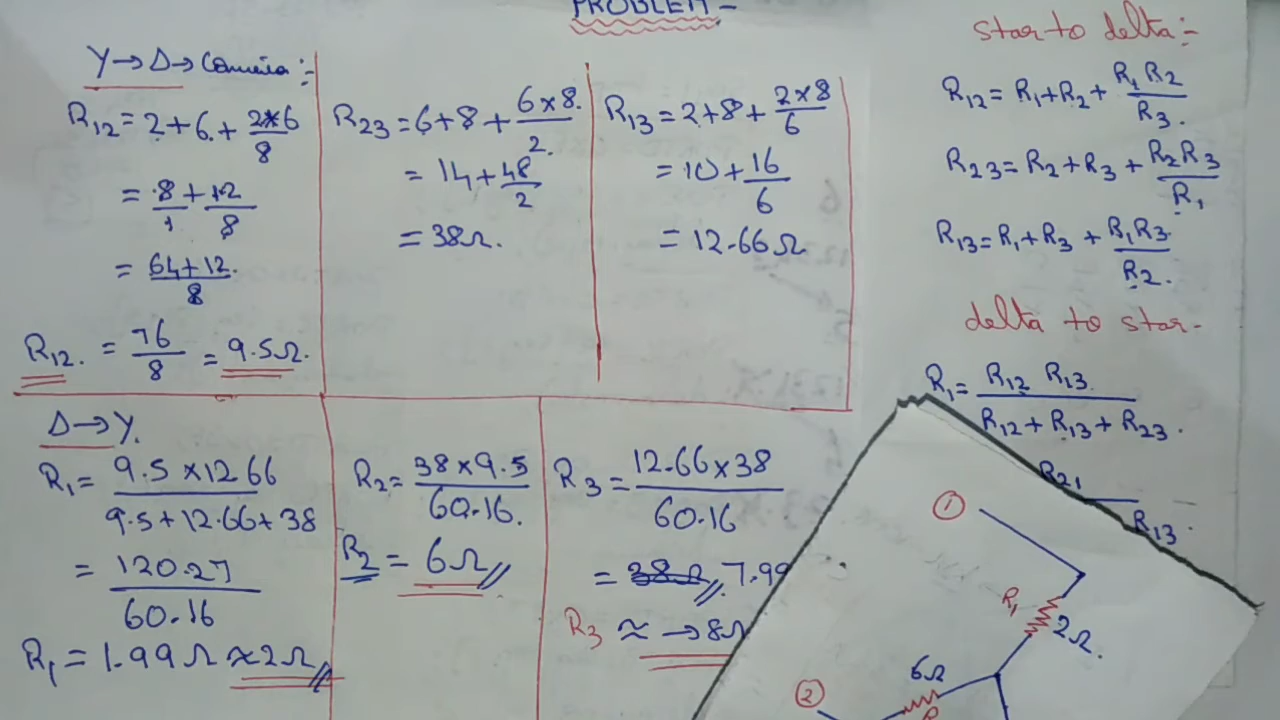 PROBLEM -
Y→Δ→
R12 = 2+6+ 2*6/8
= 8/1 + 12/8
= 64+12/8
R12. = 76/8 = 9.5Ω.
R23 = 6+8+ 6×8/2
= 14+ 48/2
= 38Ω.
R13 = 2+8+ 2×8/6
= 10+ 16/6
= 12.66Ω
star to delta:-
R12 = R1+R2+ R1 R2/R3.
R23 = R2+R3+ R2R3/R1
R13 = R1+R3 + R1R3/R2.
delta to star-
R1 = R12 R13/R12+R13+R23.
R21
R13.
Δ→Y.
R1 = 9.5×12.66/9.5+12.66+38
= 120.27/60.16
R1 = 1.99Ω ≈2Ω
R2 = 38×9.5/60.16.
R2 = 6Ω
R3 = 12.66×38/60.16
= 38Ω 7.99
R3 ≈ →8Ω
1
R1
2Ω.
6Ω
2